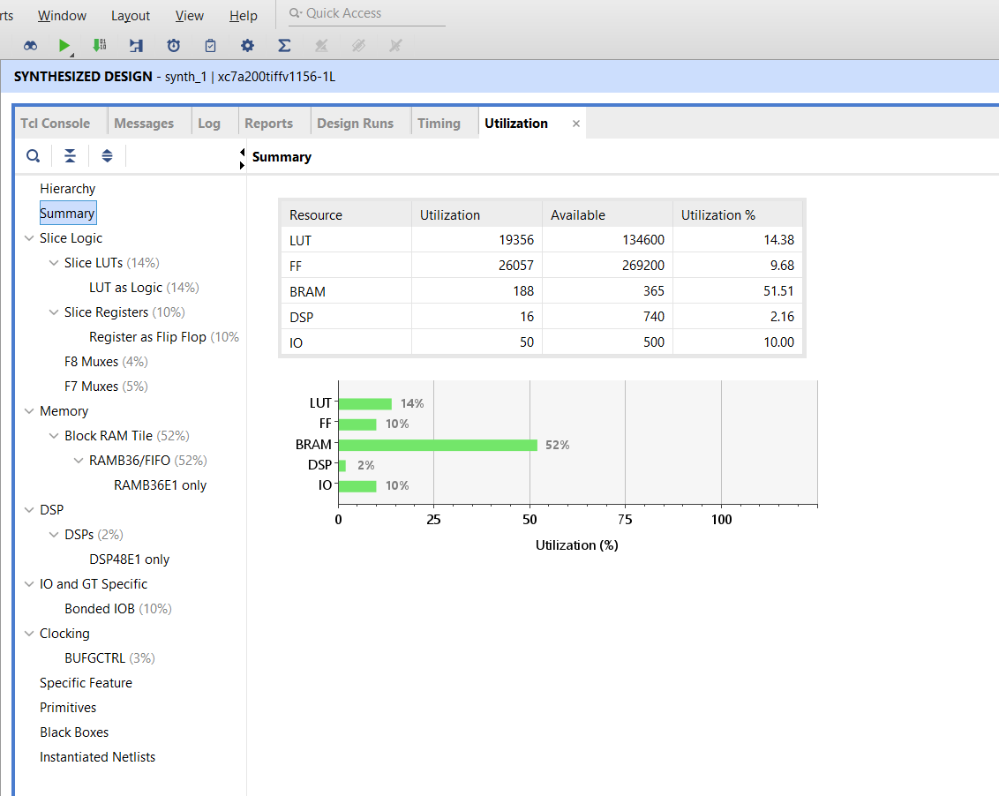 rts Window Layout View Help Quick Access
SYNTHESIZED DESIGN - synth_1 | xc7a200tiffv1156-1L
Tcl Console Messages Log Reports Design Runs Timing Utilization ×
Summary
Hierarchy
Summary
Slice Logic
Slice LUTs (14%)
LUT as Logic (14%)
Slice Registers (10%)
Register as Flip Flop (10%
F8 Muxes (4%)
F7 Muxes (5%)
Memory
Block RAM Tile (52%)
RAMB36/FIFO (52%)
RAMB36E1 only
DSP
DSPs (2%)
DSP48E1 only
IO and GT Specific
Bonded IOB (10%)
Clocking
BUFGCTRL (3%)
Specific Feature
Primitives
Black Boxes
Instantiated Netlists
Resource Utilization Available Utilization %
LUT 19356 134600 14.38
FF 26057 269200 9.68
BRAM 188 365 51.51
DSP 16 740 2.16
IO 50 500 10.00
LUT 14%
FF 10%
BRAM 52%
DSP 2%
IO 10%
0 25 50 75 100
Utilization (%)